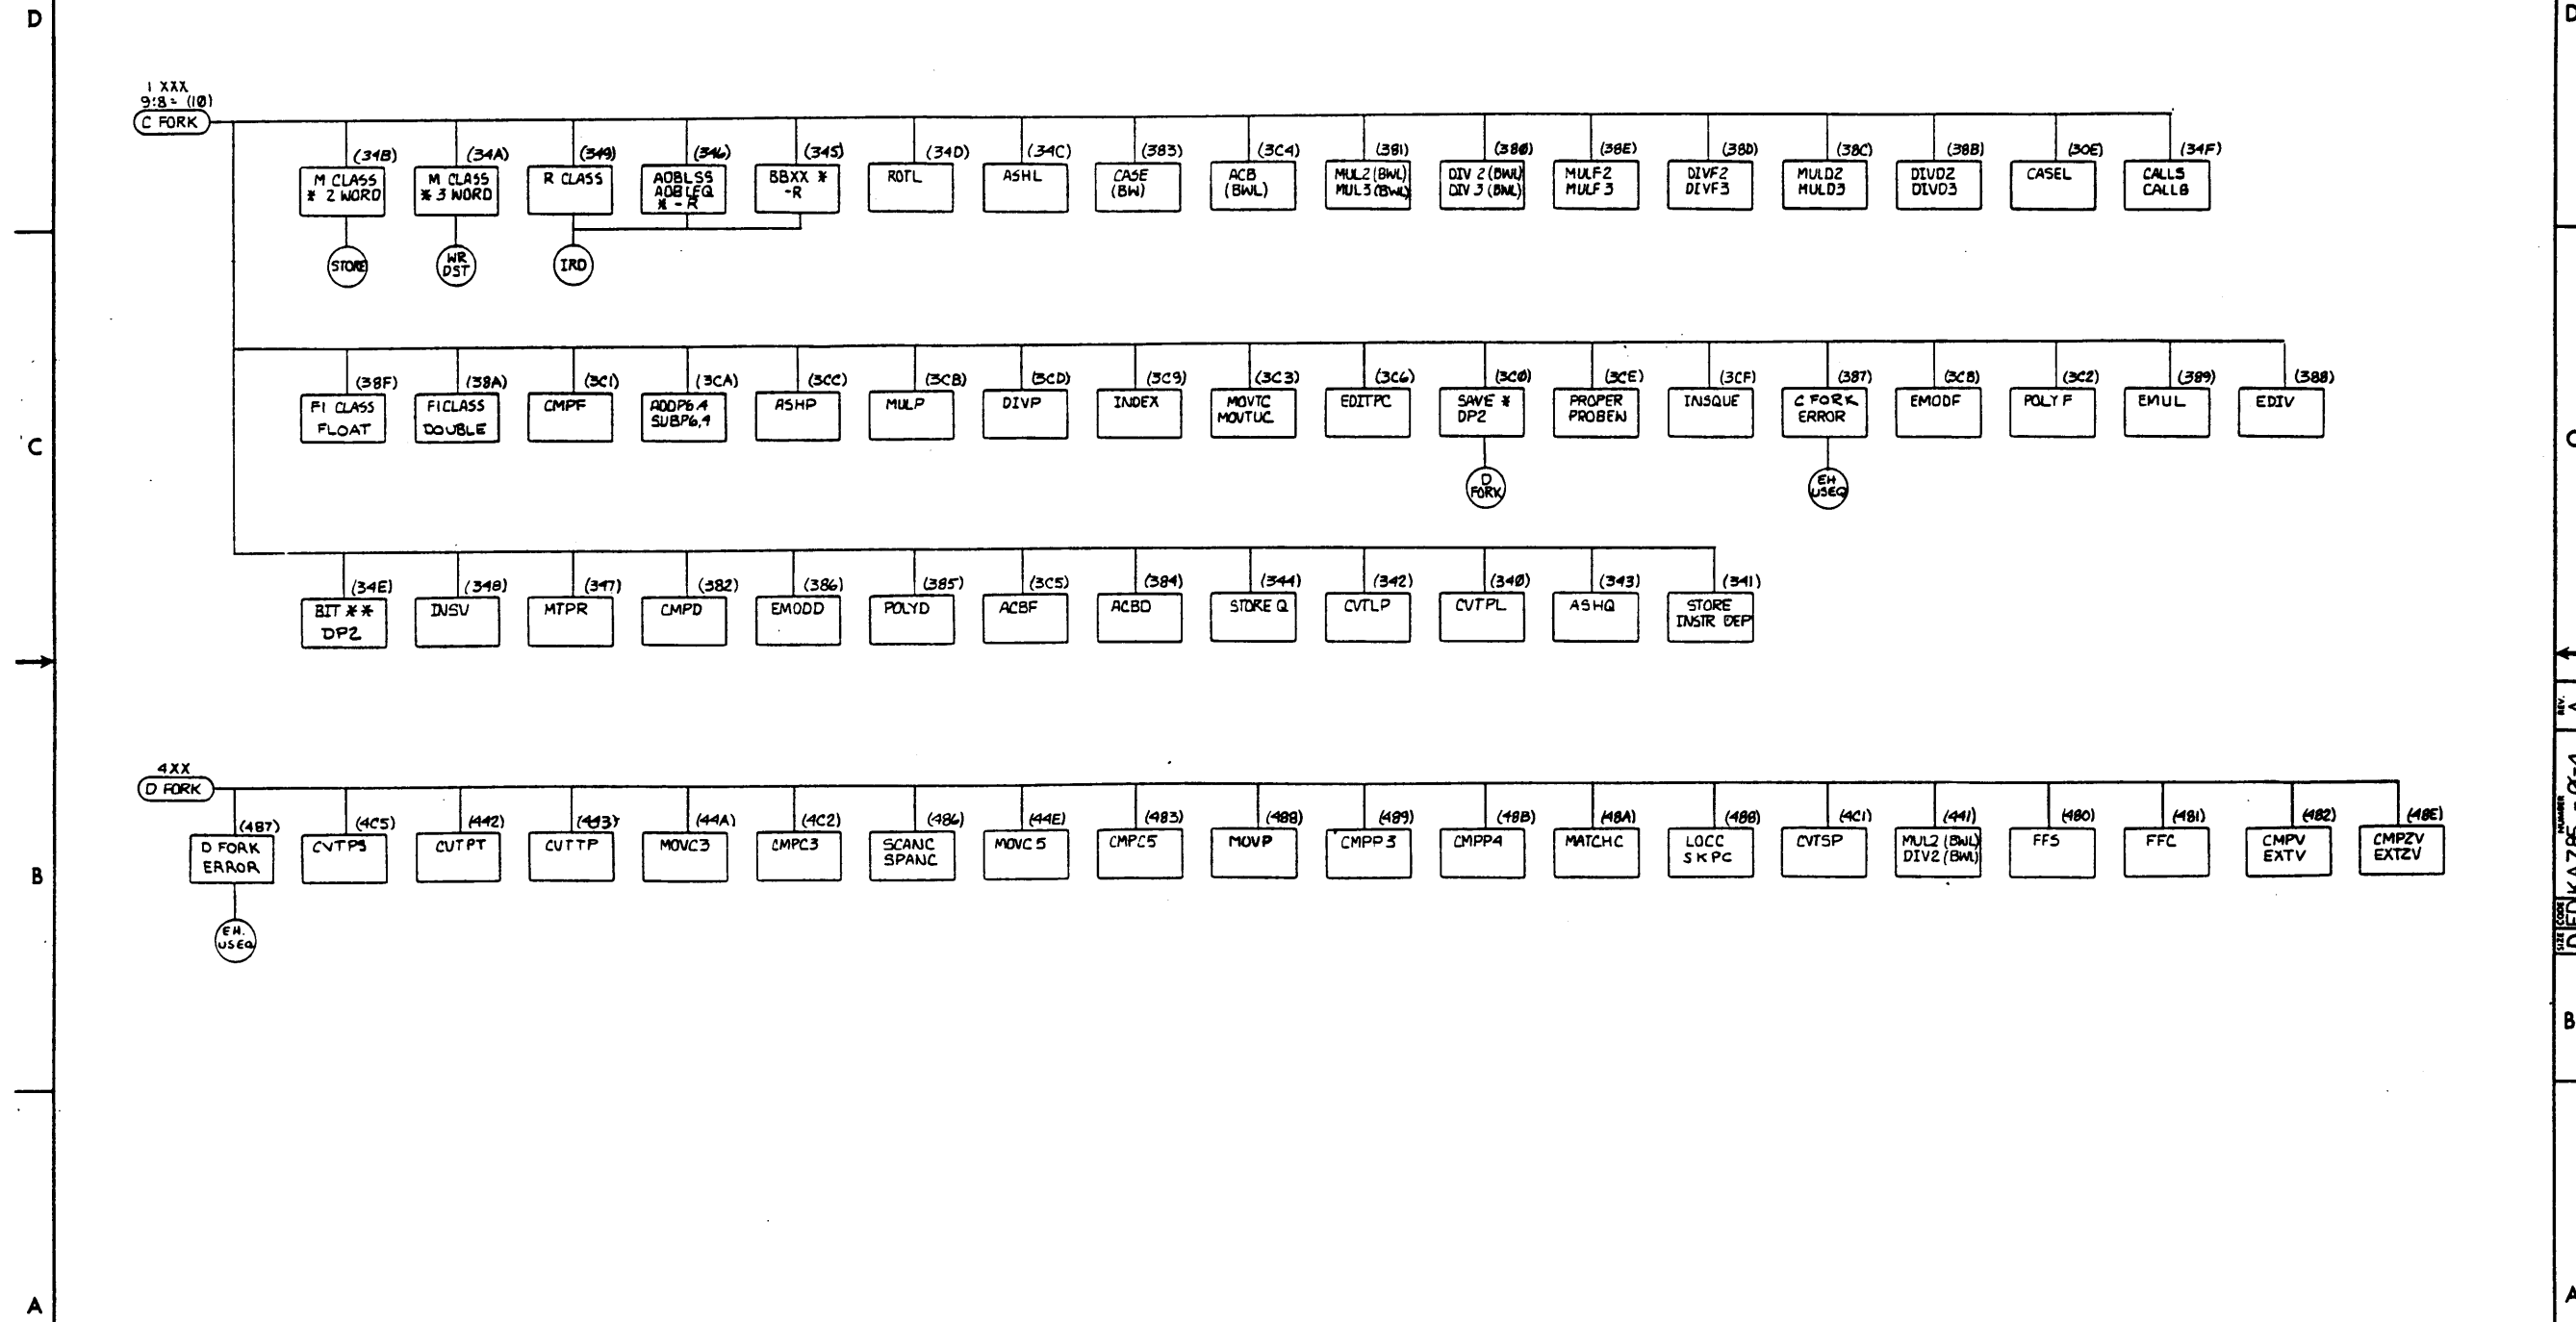 D
D
1 XXX
9:8= (10)
C FORK
(34B)
M CLASS
* 2 WORD
STORE
(34A)
M CLASS
* 3 WORD
WR
DST
(349)
R CLASS
IRD
(346)
AOBLSS
AOBLEQ
* -R
(345)
BBXX *
-R
(34D)
ROTL
(34C)
ASHL
(383)
CASE
(BW)
(3C4)
ACB
(BWL)
(381)
MUL2 (BWL)
MUL3 (BWL)
(380)
DIV 2 (BWL)
DIV 3 (BWL)
(38E)
MULF2
MULF3
(38D)
DIVF2
DIVF3
(38C)
MULD2
MULD3
(38B)
DIVD2
DIVD3
(30E)
CASEL
(34F)
CALLS
CALLG
(38F)
FI CLASS
FLOAT
(38A)
FICLASS
DOUBLE
(3C1)
CMPF
(3CA)
ADDP6,4
SUBP6,4
(3CC)
ASHP
(3CB)
MULP
(3CD)
DIVP
(3C9)
INDEX
(3C3)
MOVTC
MOVTUC
(3C6)
EDITPC
(3C0)
SAVE *
DP2
D
FORK
(3CE)
PROPER
PROBEN
(3CF)
INSQUE
(387)
C FORK
ERROR
EH
USEQ
(3C8)
EMODF
(3C2)
POLY F
(389)
EMUL
(388)
EDIV
C
C
(34E)
BIT * *
DP2
(348)
INSV
(347)
MTPR
(382)
CMPD
(386)
EMODD
(385)
POLYD
(3C5)
ACBF
(384)
ACBD
(344)
STORE Q
(342)
CVTLP
(340)
CVTPL
(343)
ASHQ
(341)
STORE
INSTR DEP
4XX
D FORK
(487)
D FORK
ERROR
EH.
USEQ
(4C5)
CVTPS
(442)
CVTPT
(443)
CVTTP
(44A)
MOVC3
(4C2)
CMPC3
(486)
SCANC
SPANC
(44E)
MOVC 5
(483)
CMPC5
(488)
MOVP
(489)
CMPP 3
(48B)
CMPP4
(48A)
MATCHC
(488)
LOCC
SKPC
(4C1)
CVTSP
(441)
MUL2 (BWL)
DIV2 (BWL)
(480)
FFS
(481)
FFC
(482)
CMPV
EXTV
(48E)
CMPZV
EXTZV
B
B
A
A
REV.
A
NUMBER
SIZE
CODE